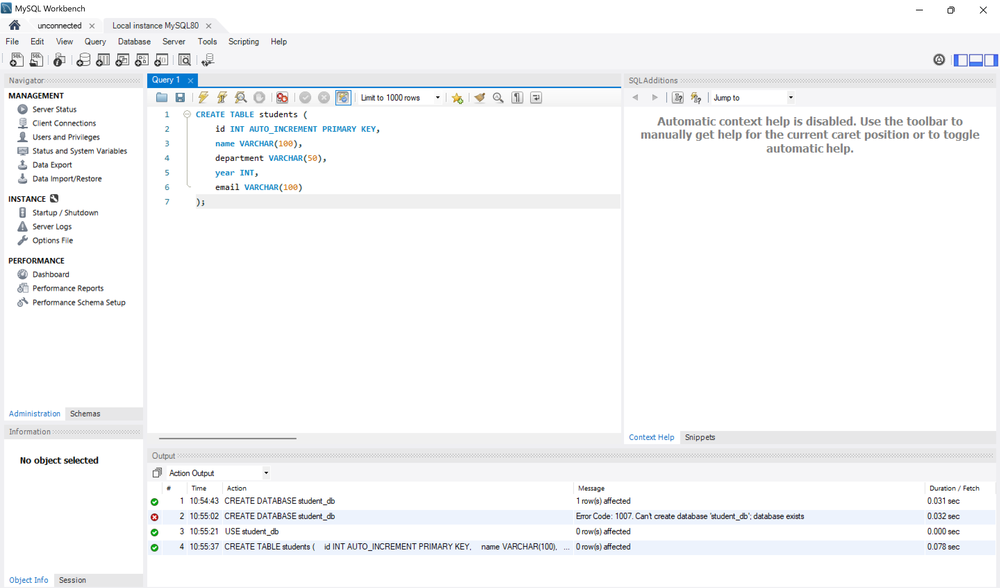 MySQL Workbench
unconnected
Local instance MySQL80
File Edit View Query Database Server Tools Scripting Help
Navigator
MANAGEMENT
Server Status
Client Connections
Users and Privileges
Status and System Variables
Data Export
Data Import/Restore
INSTANCE
Startup / Shutdown
Server Logs
Options File
PERFORMANCE
Dashboard
Performance Reports
Performance Schema Setup
Administration Schemas
Information
No object selected
Object Info Session
Query 1
Limit to 1000 rows
1 CREATE TABLE students (
2 id INT AUTO_INCREMENT PRIMARY KEY,
3 name VARCHAR(100),
4 department VARCHAR(50),
5 year INT,
6 email VARCHAR(100)
7 );
SQLAdditions
Jump to
Automatic context help is disabled. Use the toolbar to
manually get help for the current caret position or to toggle
automatic help.
Context Help Snippets
Output
Action Output
# Time Action Message Duration / Fetch
1 10:54:43 CREATE DATABASE student_db 1 row(s) affected 0.031 sec
2 10:55:02 CREATE DATABASE student_db Error Code: 1007. Can't create database 'student_db'; database exists 0.032 sec
3 10:55:21 USE student_db 0 row(s) affected 0.000 sec
4 10:55:37 CREATE TABLE students ( id INT AUTO_INCREMENT PRIMARY KEY, name VARCHAR(100), ... 0 row(s) affected 0.078 sec